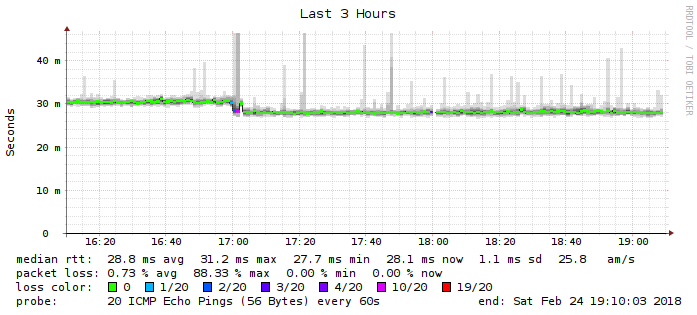 Last 3 Hours
RRDTOOL / TOBI OETIKER
Seconds
40 m
30 m
20 m
10 m
0
16:20 16:40 17:00 17:20 17:40 18:00 18:20 18:40 19:00
median rtt: 28.8 ms avg 31.2 ms max 27.7 ms min 28.1 ms now 1.1 ms sd 25.8 am/s
packet loss: 0.73 % avg 88.33 % max 0.00 % min 0.00 % now
loss color: 0 1/20 2/20 3/20 4/20 10/20 19/20
probe: 20 ICMP Echo Pings (56 Bytes) every 60s end: Sat Feb 24 19:10:03 2018